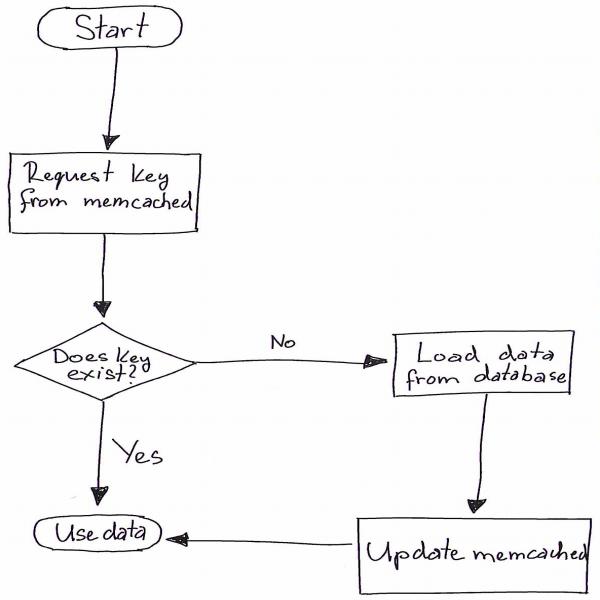 Start
Request key
from memcached
Does key
exist?
No
Load data
from database
Yes
Use data
Update memcached